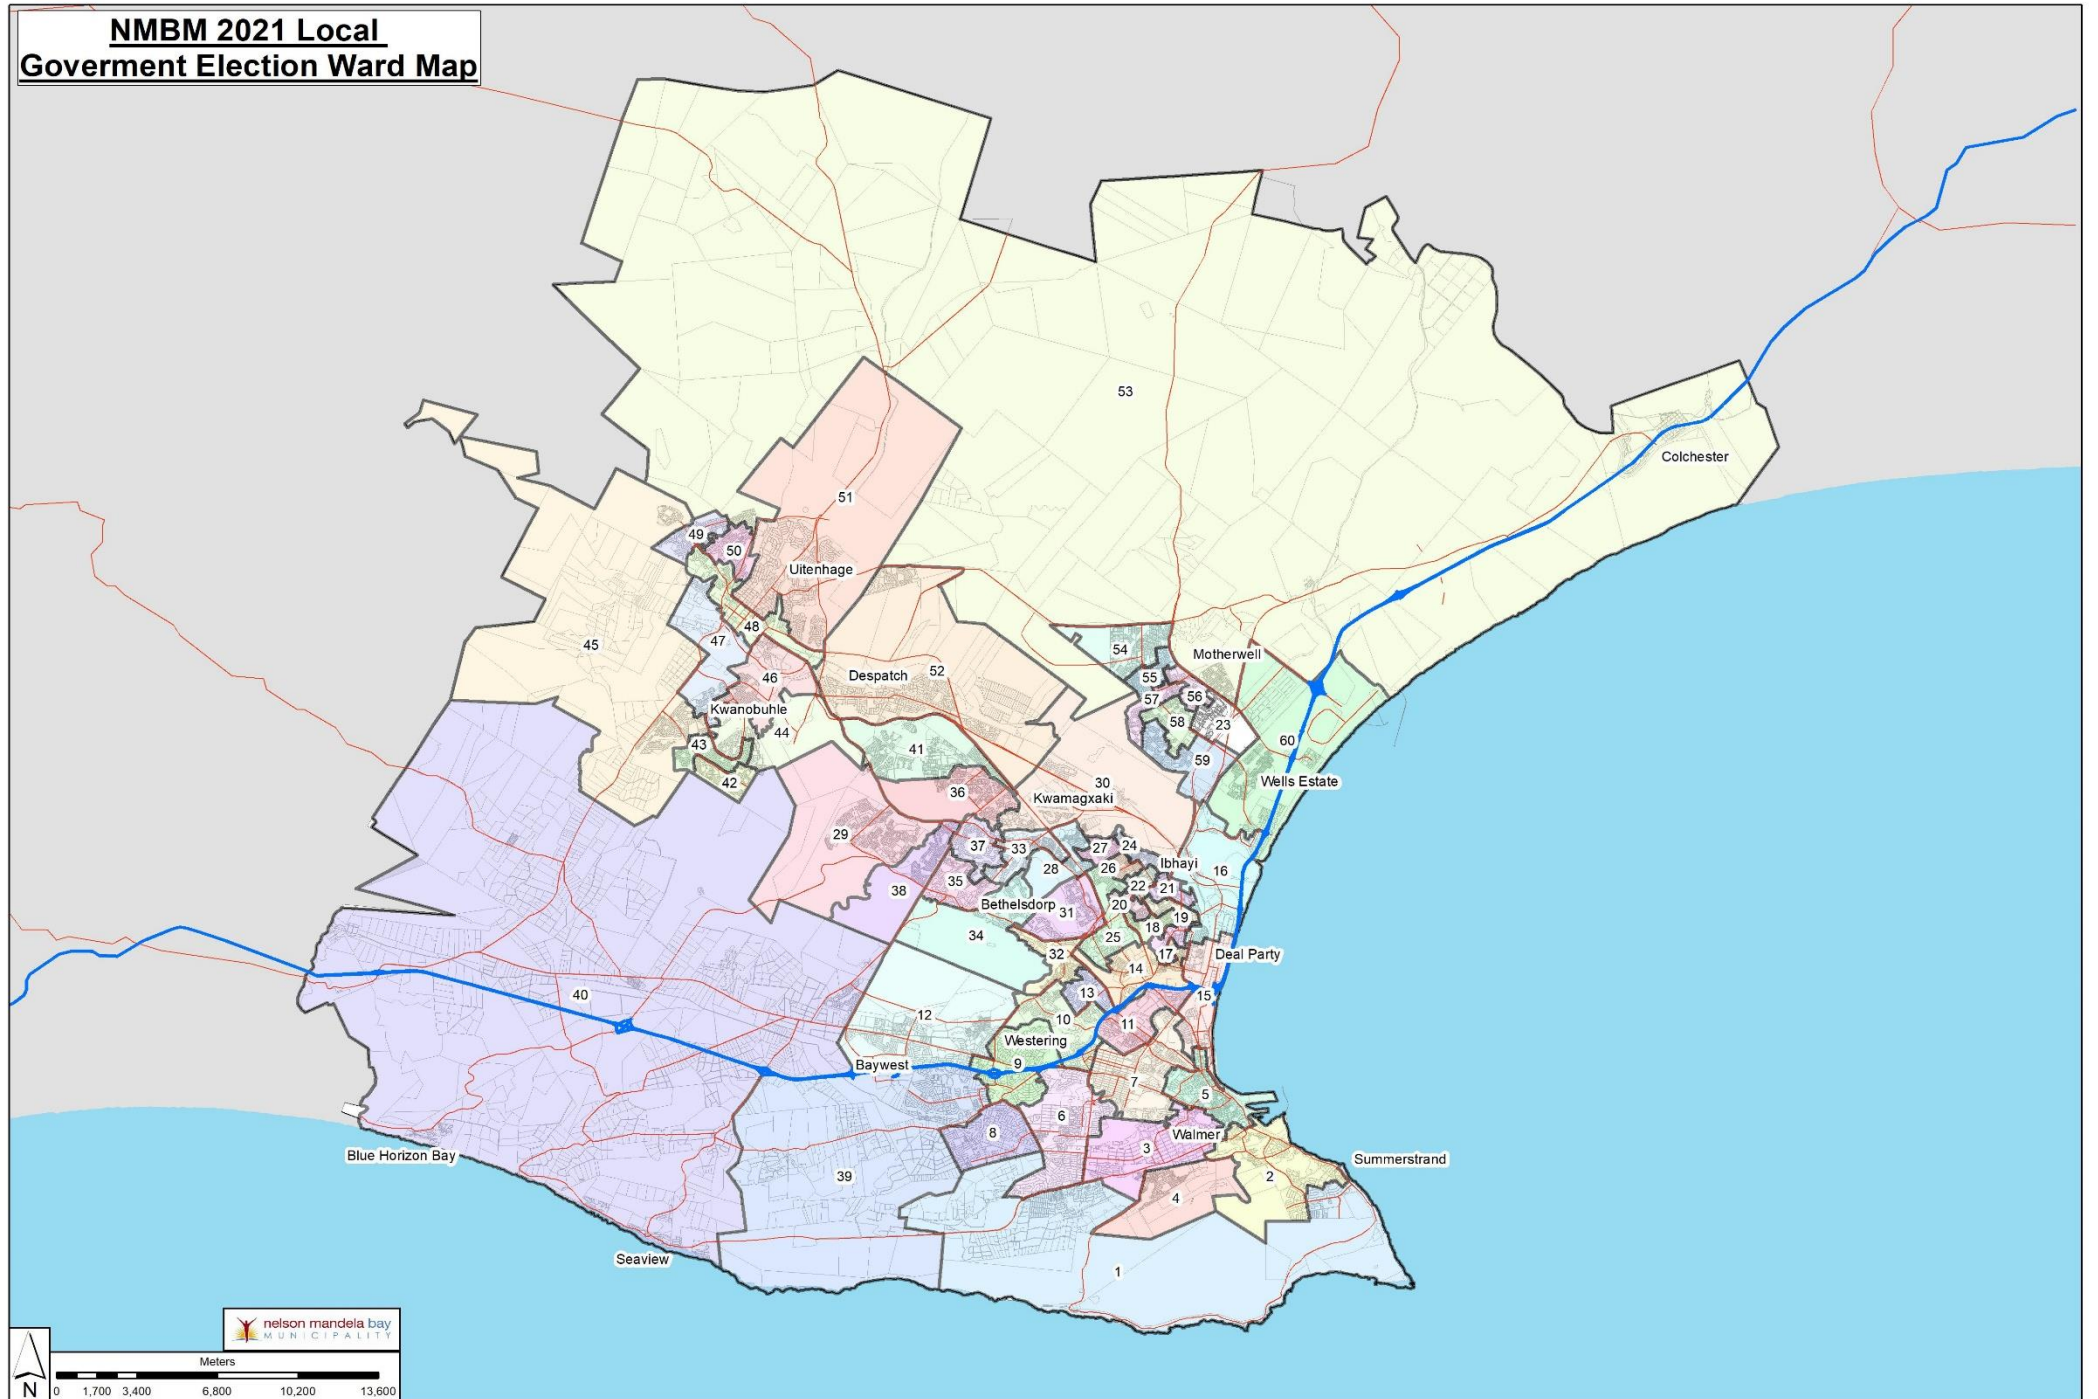 NMBM 2021 Local
Goverment Election Ward Map
53
Colchester
51
49
50
Uitenhage
45
47
48
46
52
Despatch
Kwanobuhle
44
43
42
41
54
Motherwell
55
56
57
58
23
60
59
Wells Estate
30
Kwamagxaki
36
29
37
33
27
24
Ibhayi
28
26
16
35
38
22
21
Bethelsdorp
31
20
19
18
34
25
32
17
Deal Party
14
40
13
15
12
10
11
Westering
9
Baywest
7
5
6
8
Walmer
3
Blue Horizon Bay
Summerstrand
39
2
4
Seaview
1
nelson mandela bay
MUNICIPALITY
N
Meters
0 1,700 3,400 6,800 10,200 13,600